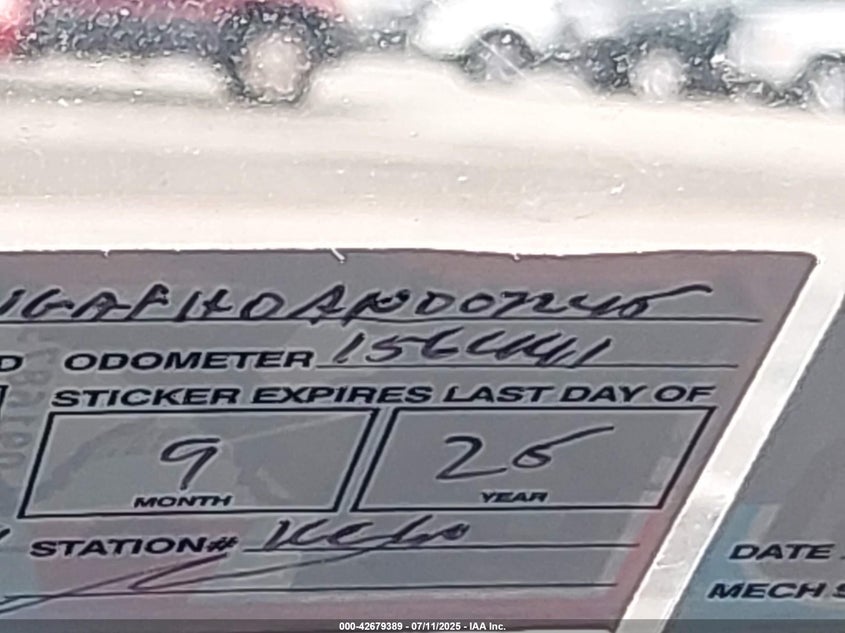 ODOMETER 156441
STICKER EXPIRES LAST DAY OF
9 25
MONTH YEAR
STATION#
DATE
MECH
000-42679389 - 07/11/2025 - IAA Inc.